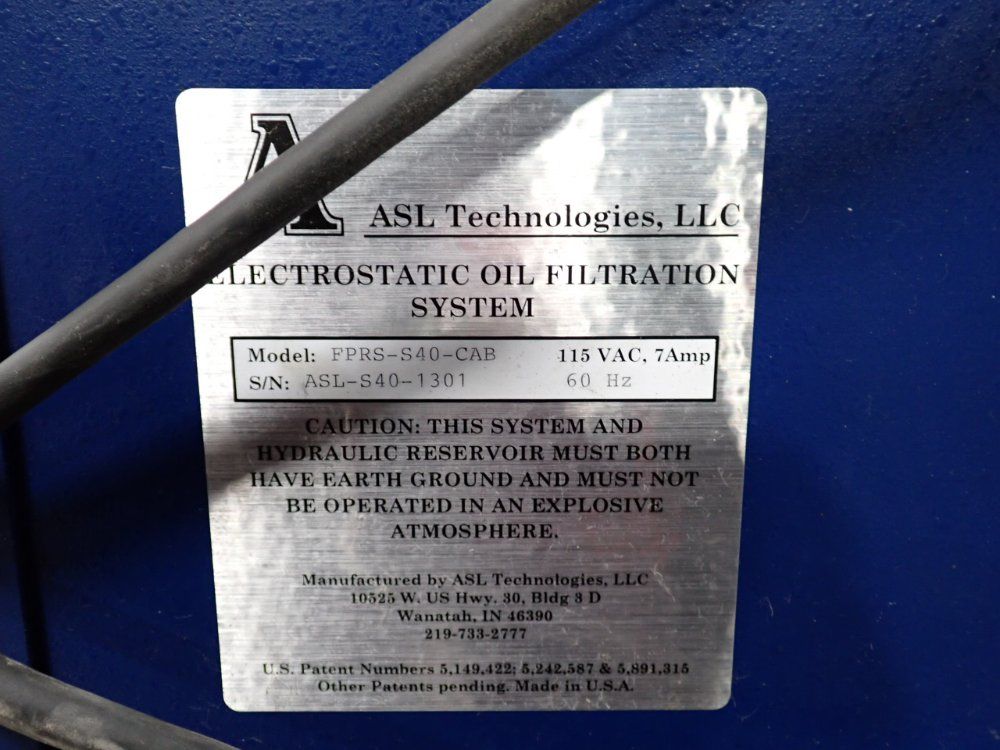 A
ASL Technologies, LLC
ELECTROSTATIC OIL FILTRATION
SYSTEM
Model: FPRS-S40-CAB 115 VAC, 7Amp
S/N: ASL-S40-1301 60 Hz
CAUTION: THIS SYSTEM AND
HYDRAULIC RESERVOIR MUST BOTH
HAVE EARTH GROUND AND MUST NOT
BE OPERATED IN AN EXPLOSIVE
ATMOSPHERE.
Manufactured by ASL Technologies, LLC
10525 W. US Hwy. 30, Bldg 3 D
Wanatah, IN 46390
219-733-2777
U.S. Patent Numbers 5,149,422; 5,242,587 & 5,891,315
Other Patents pending. Made in U.S.A.